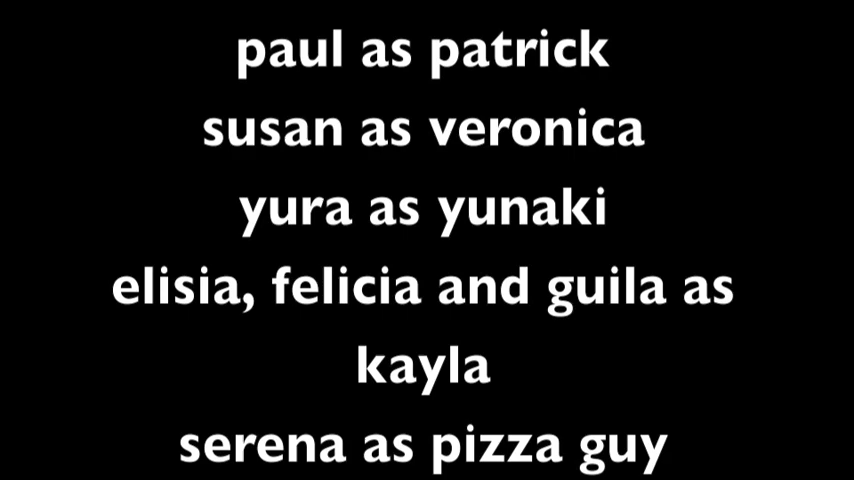 paul as patrick
susan as veronica
yura as yunaki
elisia, felicia and guila as
kayla
serena as pizza guy